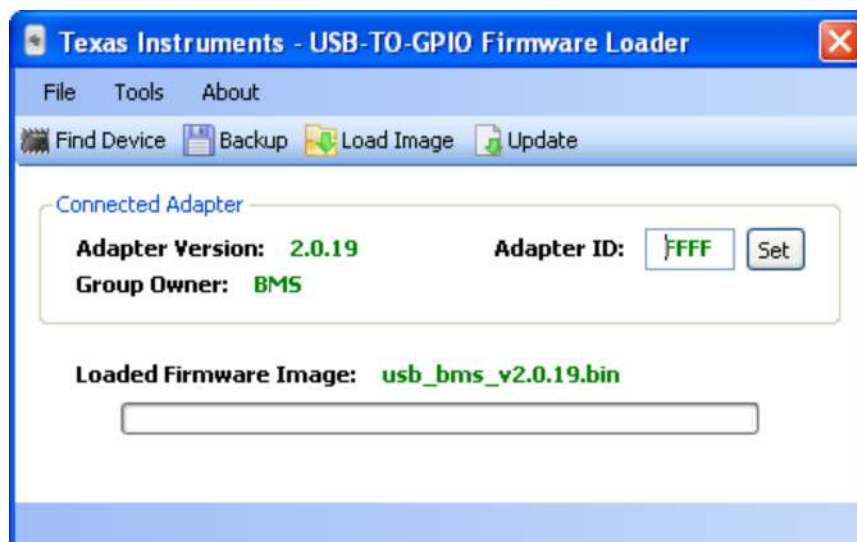 Texas Instruments - USB-TO-GPIO Firmware Loader
File Tools About
Find Device Backup Load Image Update
Connected Adapter
Adapter Version: 2.0.19 Adapter ID: FFFF Set
Group Owner: BMS
Loaded Firmware Image: usb_bms_v2.0.19.bin